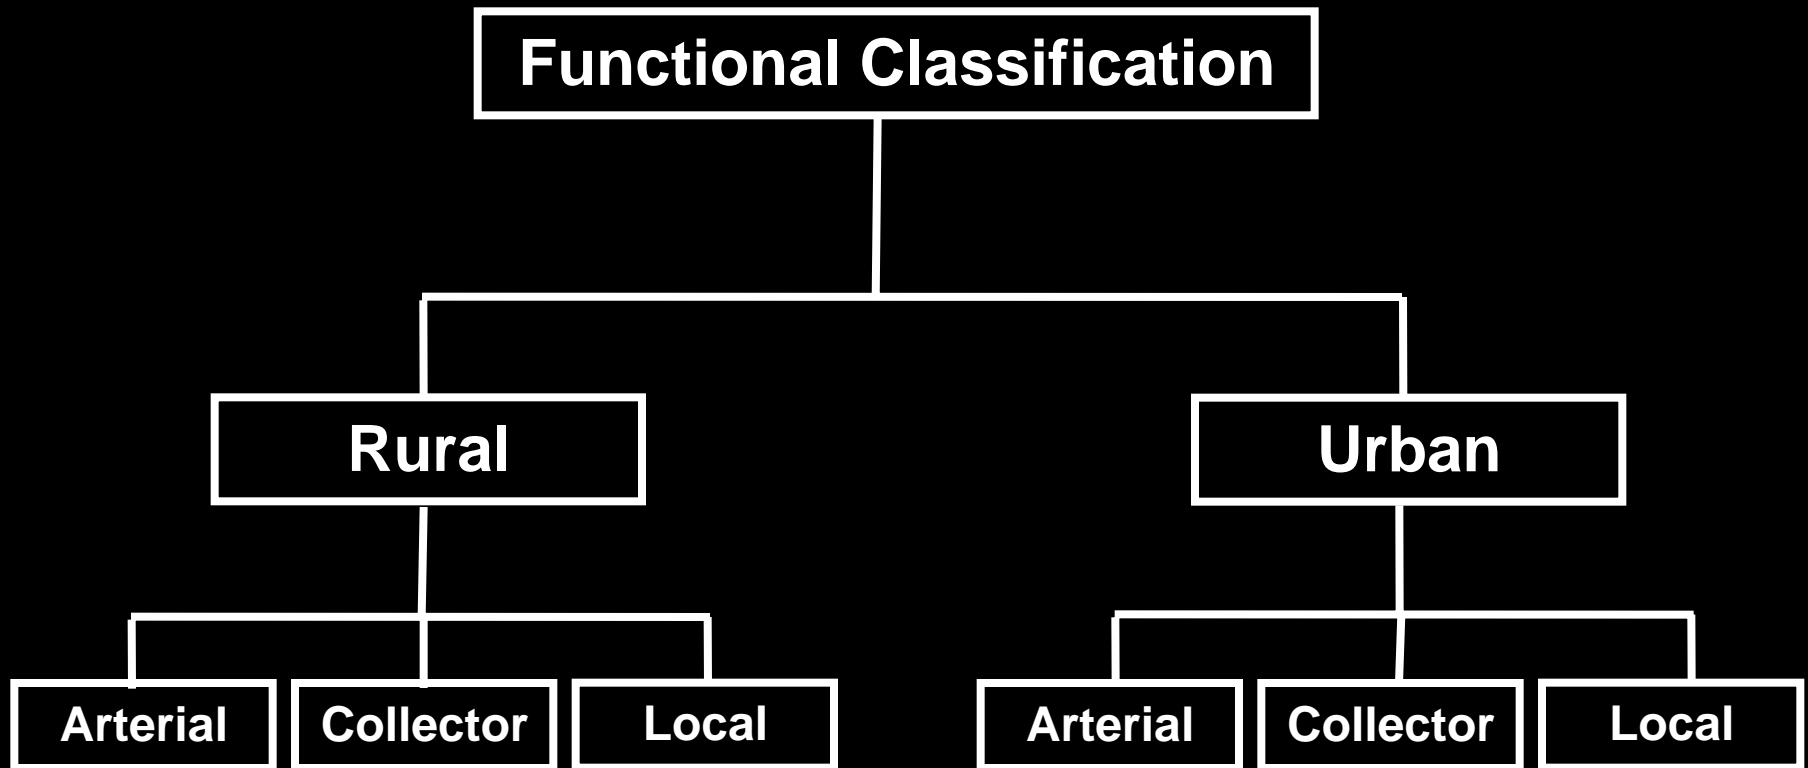 Functional Classification
Rural
Urban
Arterial
Collector
Local
Arterial
Collector
Local